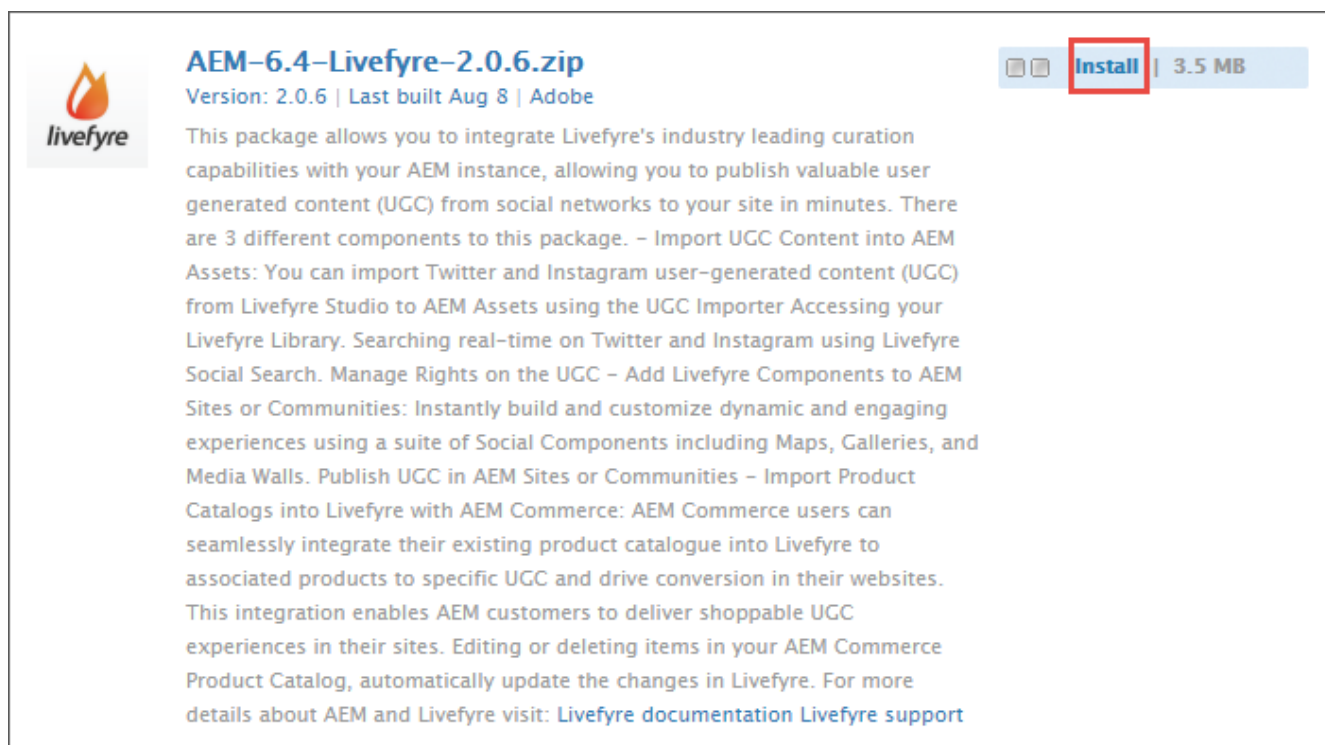 AEM-6.4-Livefyre-2.0.6.zip
Install | 3.5 MB
Version: 2.0.6 | Last built Aug 8 | Adobe
livefyre
This package allows you to integrate Livefyre's industry leading curation
capabilities with your AEM instance, allowing you to publish valuable user
generated content (UGC) from social networks to your site in minutes. There
are 3 different components to this package. - Import UGC Content into AEM
Assets: You can import Twitter and Instagram user-generated content (UGC)
from Livefyre Studio to AEM Assets using the UGC Importer Accessing your
Livefyre Library. Searching real-time on Twitter and Instagram using Livefyre
Social Search. Manage Rights on the UGC - Add Livefyre Components to AEM
Sites or Communities: Instantly build and customize dynamic and engaging
experiences using a suite of Social Components including Maps, Galleries, and
Media Walls. Publish UGC in AEM Sites or Communities - Import Product
Catalogs into Livefyre with AEM Commerce: AEM Commerce users can
seamlessly integrate their existing product catalogue into Livefyre to
associated products to specific UGC and drive conversion in their websites.
This integration enables AEM customers to deliver shoppable UGC
experiences in their sites. Editing or deleting items in your AEM Commerce
Product Catalog, automatically update the changes in Livefyre. For more
details about AEM and Livefyre visit: Livefyre documentation Livefyre support